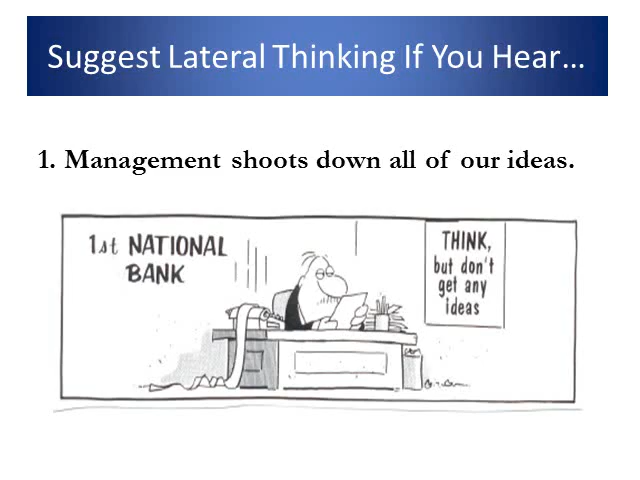 Suggest Lateral Thinking If You Hear…
1. Management shoots down all of our ideas.
1st NATIONAL
BANK
THINK,
but don't
get any
ideas